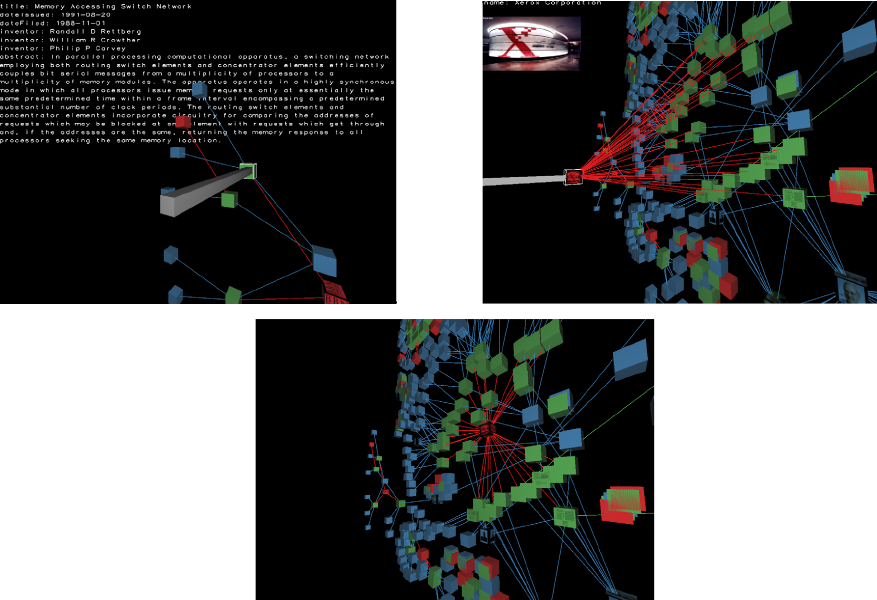 title: Memory Accessing Switch Network
dateIssued: 1991-08-20
dateFiled: 1988-11-01
inventor: Randall D Rettberg
inventor: William R Crowther
inventor: Philip P Carvey
abstract: In parallel processing computational apparatus, a switching network
employing both routing switch elements and concentrator elements efficiently
couples bit serial messages from a multiplicity of processors to a
multiplicity of memory modules. The apparatus operates in a highly synchronous
mode in which all processors issue memory requests only at essentially the
same predetermined time within a frame interval encompassing a predetermined
substantial number of clock periods. The routing switch elements and
concentrator elements incorporate circuitry for comparing the addresses of
requests which may be blocked at an element with requests which get through
and, if the addresses are the same, returning the memory response to all
processors seeking the same memory location.
name: Xerox Corporation